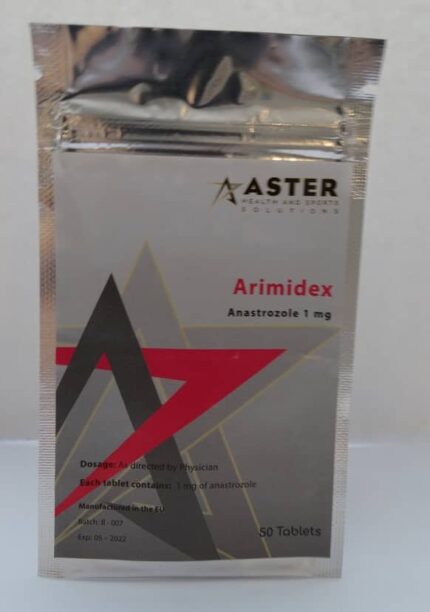 ASTER
HEALTH AND SPORTS
SOLUTIONS
Arimidex
Anastrozole 1 mg
Dosage: As directed by Physician
Each tablet contains: 1 mg of anastrozole
Manufactured in the EU
Batch: 8 - 007
Exp: 05 - 2022
50 Tablets